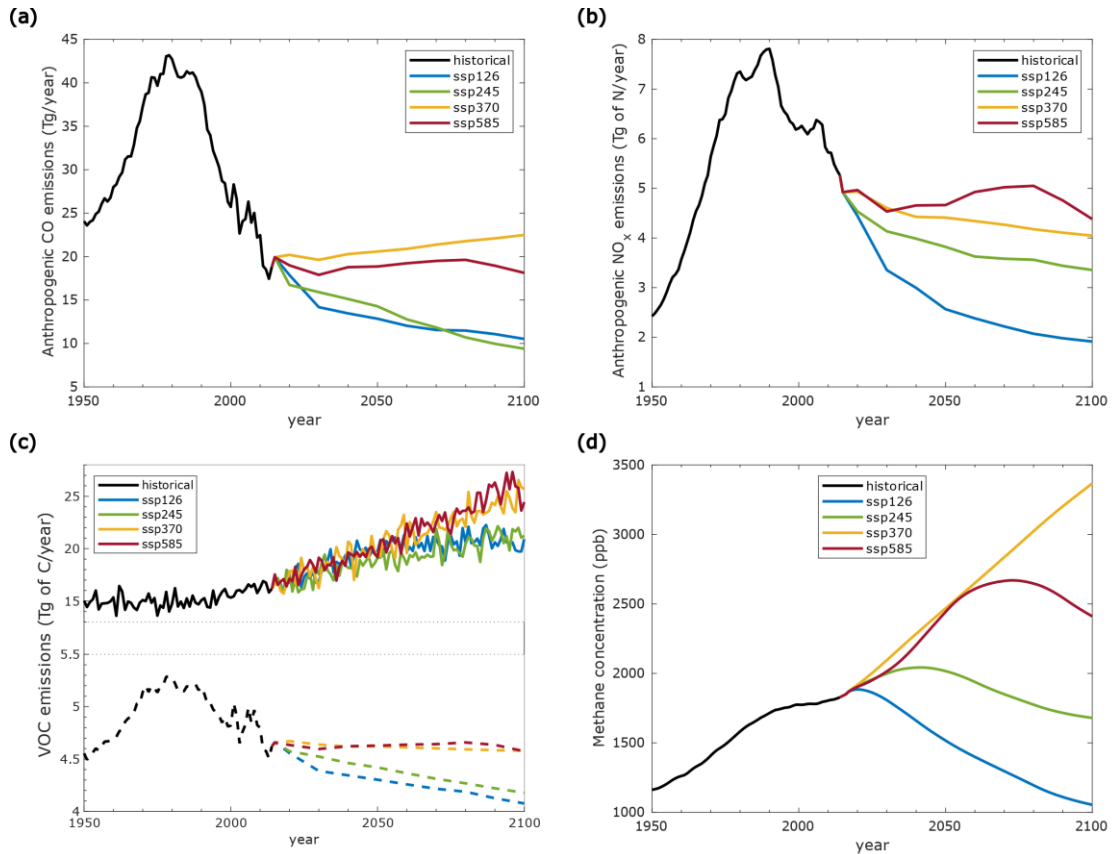 (a)
Anthropogenic CO emissions (Tg/year)
45
40
35
30
25
20
15
10
5
1950
2000
2050
2100
year
historical
ssp126
ssp245
ssp370
ssp585
(b)
Anthropogenic NOx emissions (Tg of N/year)
8
7
6
5
4
3
2
1
1950
2000
2050
2100
year
historical
ssp126
ssp245
ssp370
ssp585
(c)
VOC emissions (Tg of C/year)
25
20
15
5.5
5
4.5
4
1950
2000
2050
2100
year
historical
ssp126
ssp245
ssp370
ssp585
(d)
Methane concentration (ppb)
3500
3000
2500
2000
1500
1000
1950
2000
2050
2100
year
historical
ssp126
ssp245
ssp370
ssp585